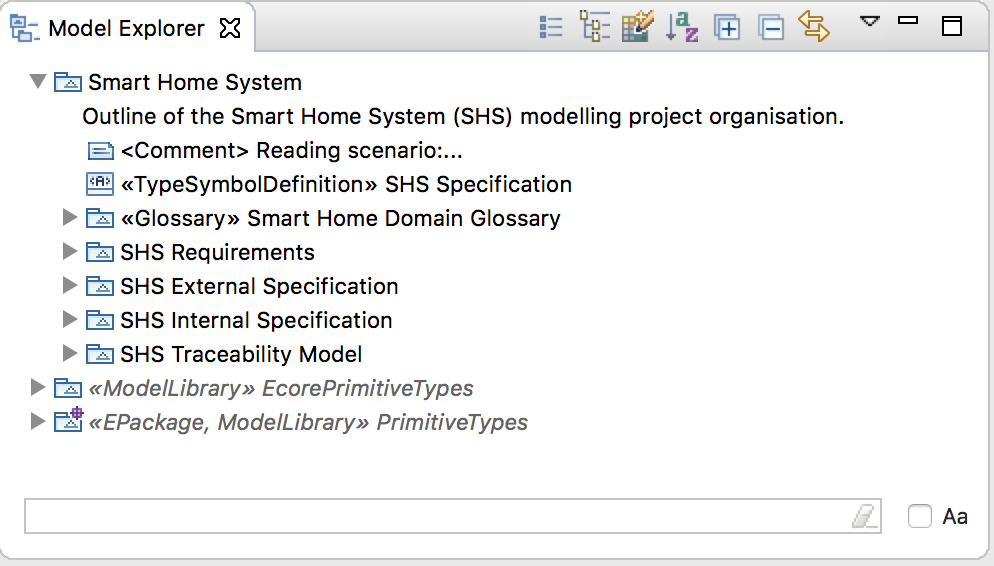 Model Explorer
Smart Home System
Outline of the Smart Home System (SHS) modelling project organisation.
<Comment> Reading scenario:...
«TypeSymbolDefinition» SHS Specification
«Glossary» Smart Home Domain Glossary
SHS Requirements
SHS External Specification
SHS Internal Specification
SHS Traceability Model
«ModelLibrary» EcorePrimitiveTypes
«EPackage, ModelLibrary» PrimitiveTypes
Aa